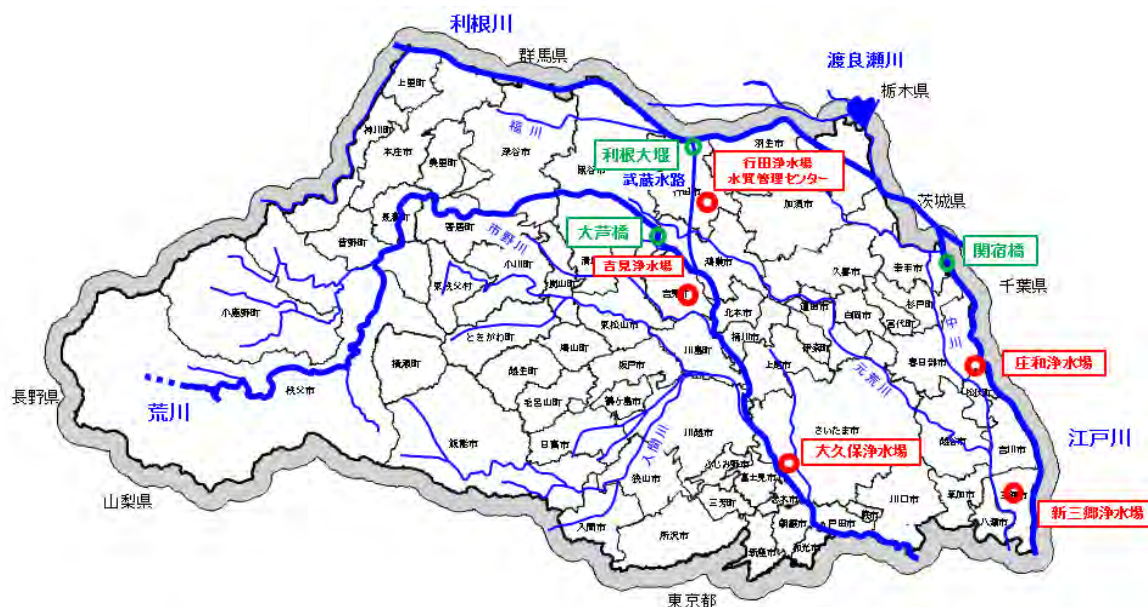 利根川
群馬県
渡良瀬川
栃木県
上里町
神川町
本庄市
美里町
深谷市
福川
利根大堰
羽生市
行田浄水場
水質管理センター
武蔵水路
加須市
茨城県
長瀞町
寄居町
皆野町
市野川
大芦橋
吉見浄水場
鴻巣市
久喜市
幸手市
関宿橋
千葉県
小川町
東秩父村
嵐山町
吉見町
北本市
桶川市
蓮田市
白岡市
杉戸町
宮代町
中川
小鹿野町
ときがわ町
東松山市
川島町
伊奈町
上尾市
春日部市
庄和浄水場
松伏町
横瀬町
鳩山町
坂戸市
越生町
毛呂山町
鶴ヶ島市
元荒川
長野県
荒川
秩父市
飯能市
日高市
川越市
入間川
さいたま市
越谷市
吉川市
江戸川
大久保浄水場
ふじみ野市
富士見市
狭山市
三芳町
志木市
川口市
草加市
三郷市
八潮市
新三郷浄水場
山梨県
入間市
所沢市
朝霞市
戸田市
蕨市
新座市
和光市
東京都